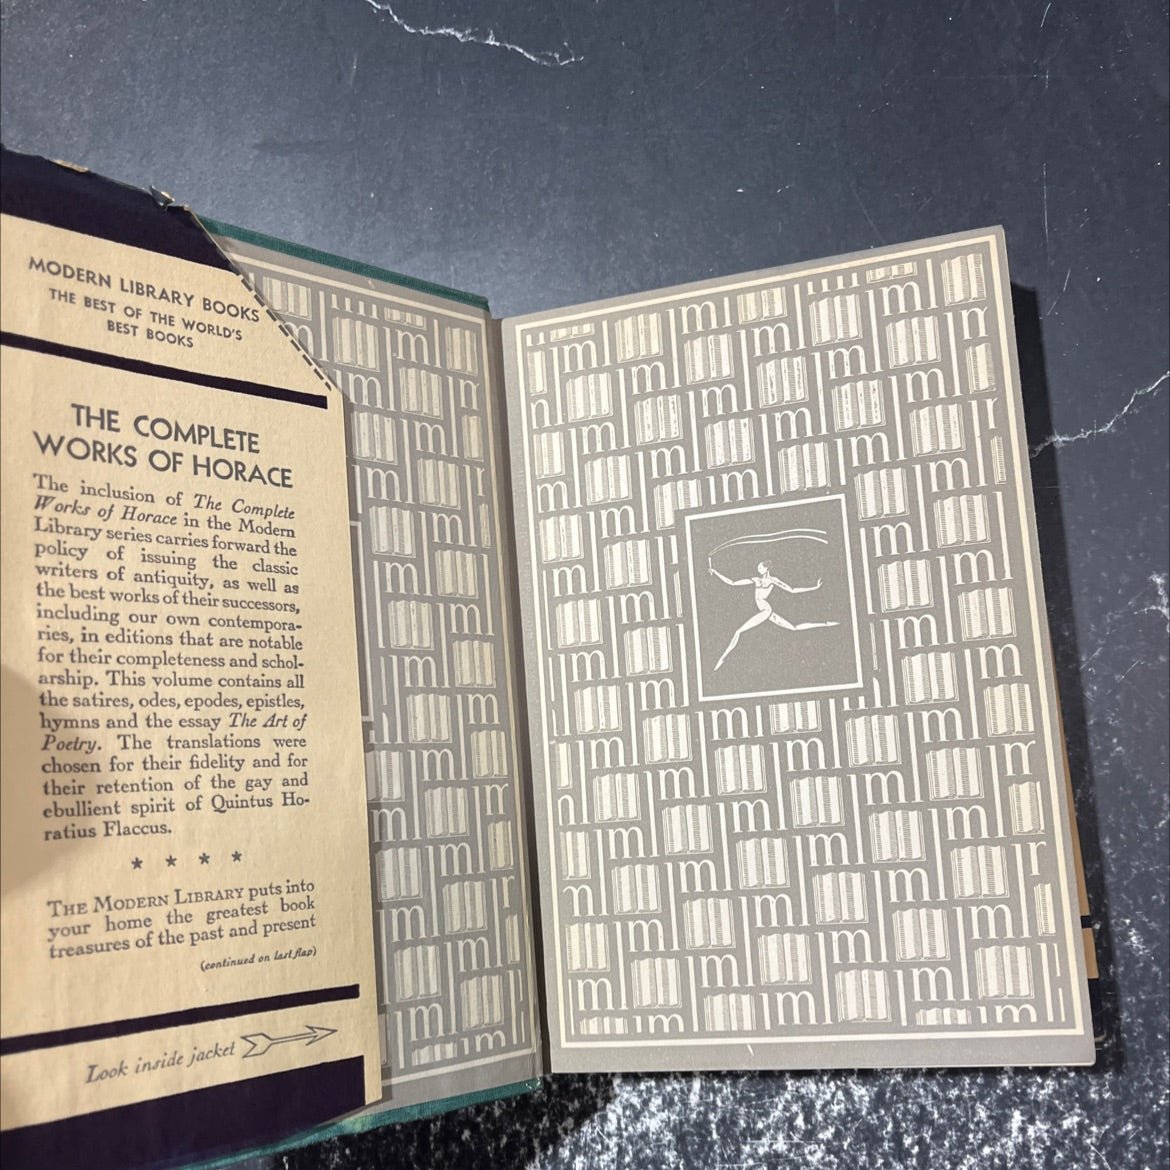 MODERN LIBRARY BOOKS
THE BEST OF THE WORLD'S
BEST BOOKS
THE COMPLETE
WORKS OF HORACE
The inclusion of The Complete
Works of Horace in the Modern
Library series carries forward the
policy of issuing the classic
writers of antiquity, as well as
the best works of their successors,
including our own contempora-
ries, in editions that are notable
for their completeness and schol-
arship. This volume contains all
the satires, odes, epodes, epistles,
hymns and the essay The Art of
Poetry. The translations were
chosen for their fidelity and for
their retention of the gay and
ebullient spirit of Quintus Ho-
ratius Flaccus.
* * * *
THE MODERN LIBRARY puts into
your home the greatest book
treasures of the past and present
(continued on last flap)
Look inside jacket